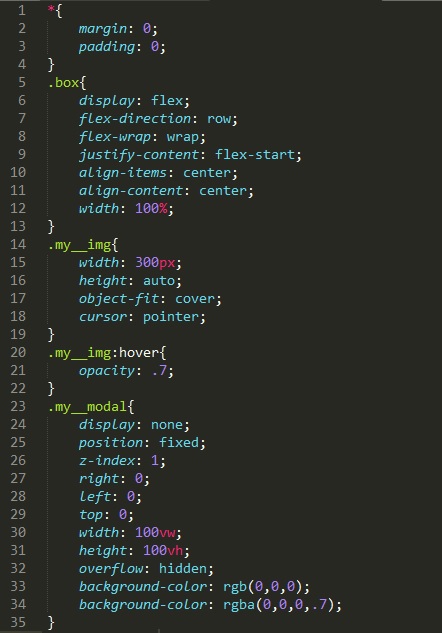 1 *{
2 margin: 0;
3 padding: 0;
4 }
5 .box{
6 display: flex;
7 flex-direction: row;
8 flex-wrap: wrap;
9 justify-content: flex-start;
10 align-items: center;
11 align-content: center;
12 width: 100%;
13 }
14 .my__img{
15 width: 300px;
16 height: auto;
17 object-fit: cover;
18 cursor: pointer;
19 }
20 .my__img:hover{
21 opacity: .7;
22 }
23 .my__modal{
24 display: none;
25 position: fixed;
26 z-index: 1;
27 right: 0;
28 left: 0;
29 top: 0;
30 width: 100vw;
31 height: 100vh;
32 overflow: hidden;
33 background-color: rgb(0,0,0);
34 background-color: rgba(0,0,0,.7);
35 }